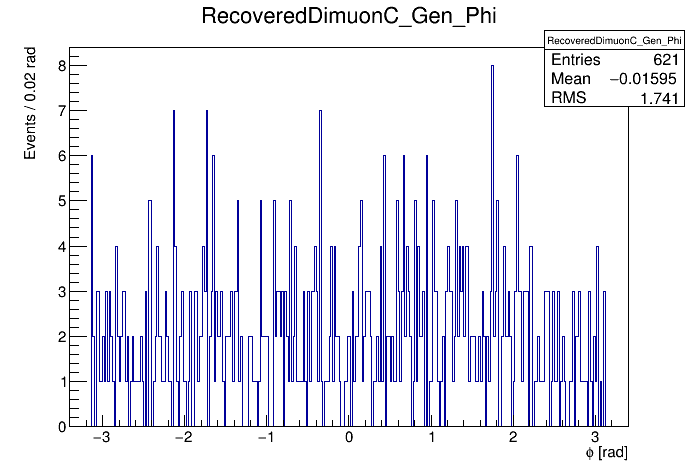 RecoveredDimuonC_Gen_Phi
RecoveredDimuonC_Gen_Phi
Entries 621
Mean −0.01595
RMS 1.741
Events / 0.02 rad
8
7
6
5
4
3
2
1
0
−3 −2 −1 0 1 2 3
ϕ [rad]